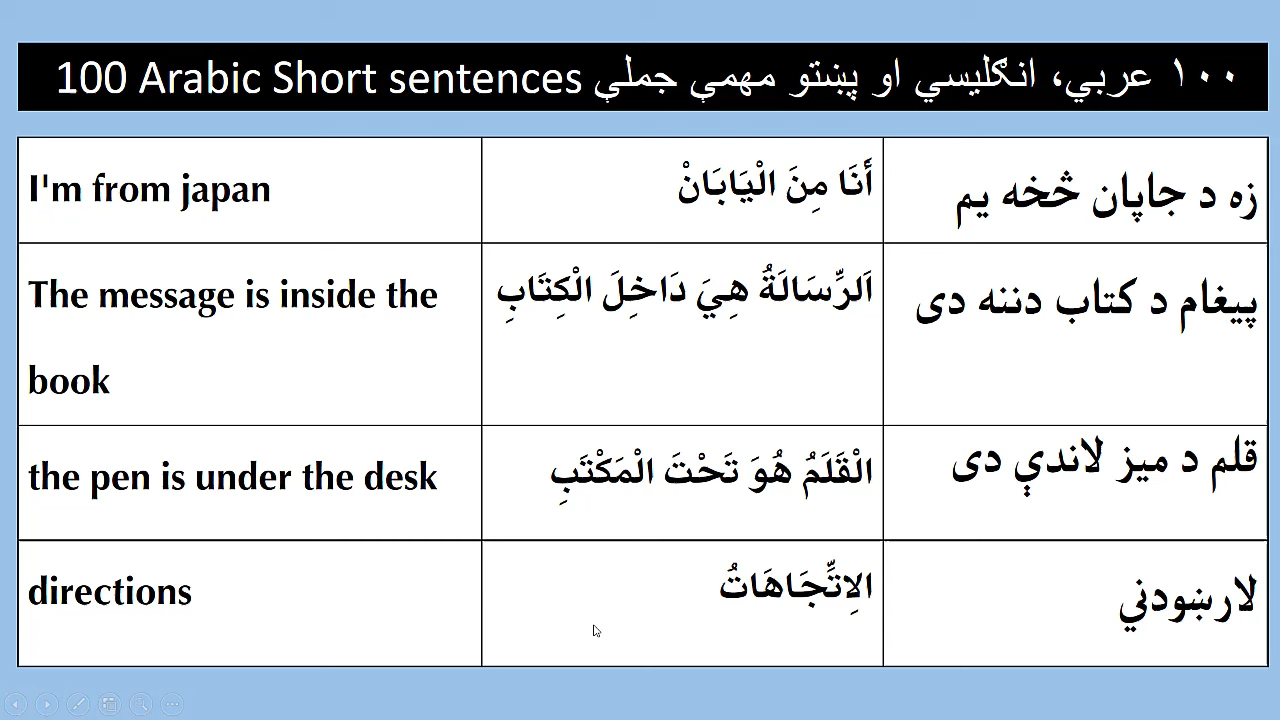 100 Arabic Short sentences ۱۰۰ عربي، انګلیسي او پښتو مهمې جملې
I'm from japan
أَنَا مِنَ الْيَابَانْ
زه د جاپان څخه یم
The message is inside the
book
اَلرِّسَالَةُ هِيَ دَاخِلَ الْكِتَابِ
پیغام د کتاب دننه دی
the pen is under the desk
الْقَلَمُ هُوَ تَحْتَ الْمَكْتَبِ
قلم د میز لاندې دی
directions
الِاتِّجَاهَاتُ
لارښودنې